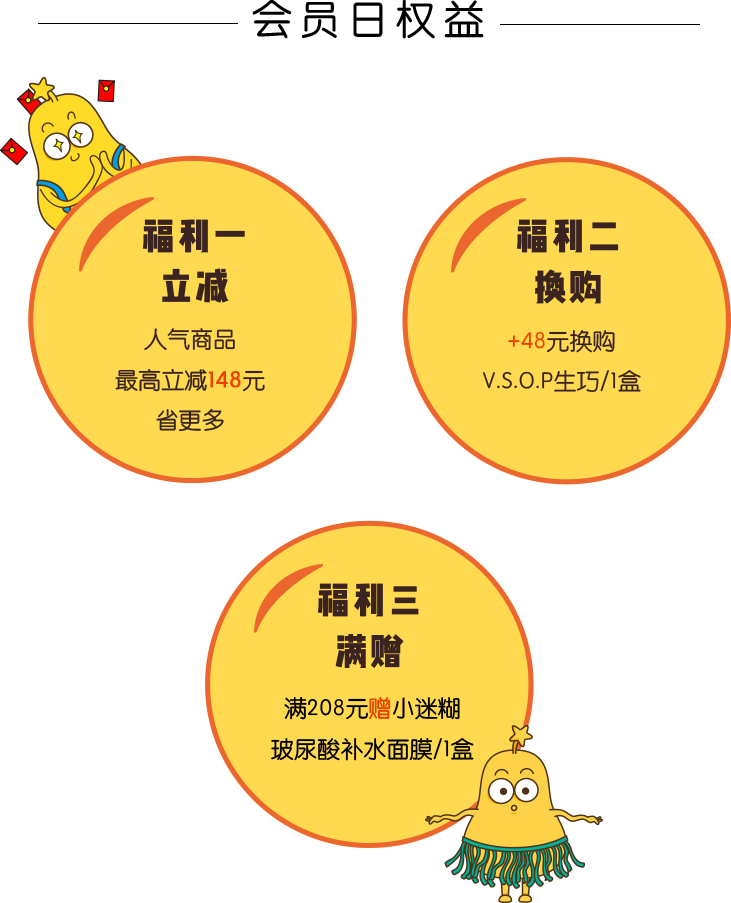 会员日权益
福利一
立减
人气商品
最高立减148元
省更多
福利二
换购
+48元换购
V.S.O.P生巧/1盒
福利三
满赠
满208元赠小迷糊
玻尿酸补水面膜/1盒